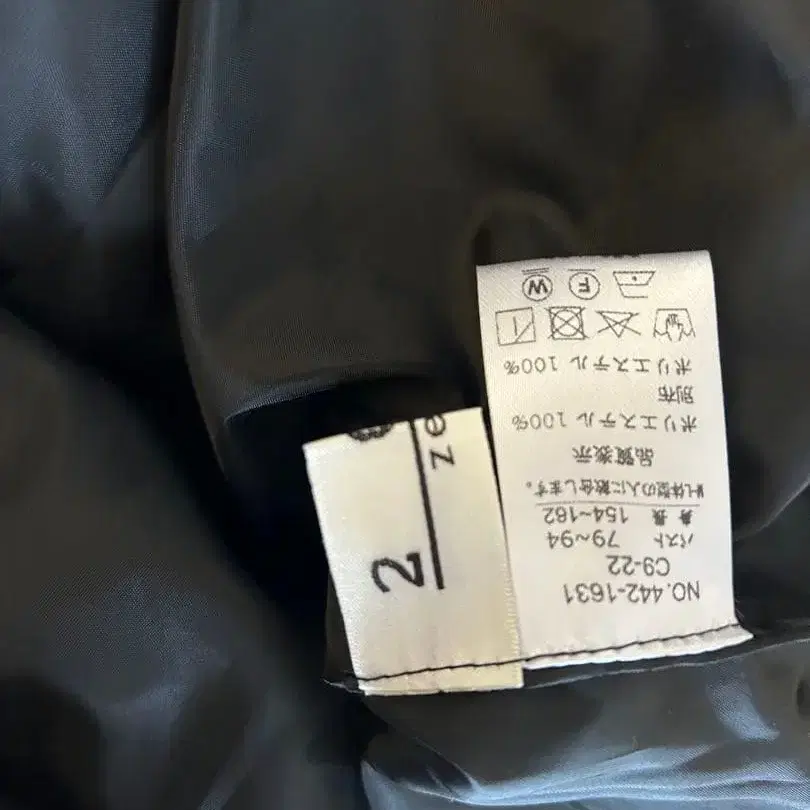 NO.442-1631
C9-22
バスト 79~94
身 長 154~162
M-L体型の人に適合します。
品質表示
ポリエステル 100%
別布
ポリエステル 100%
F W
2